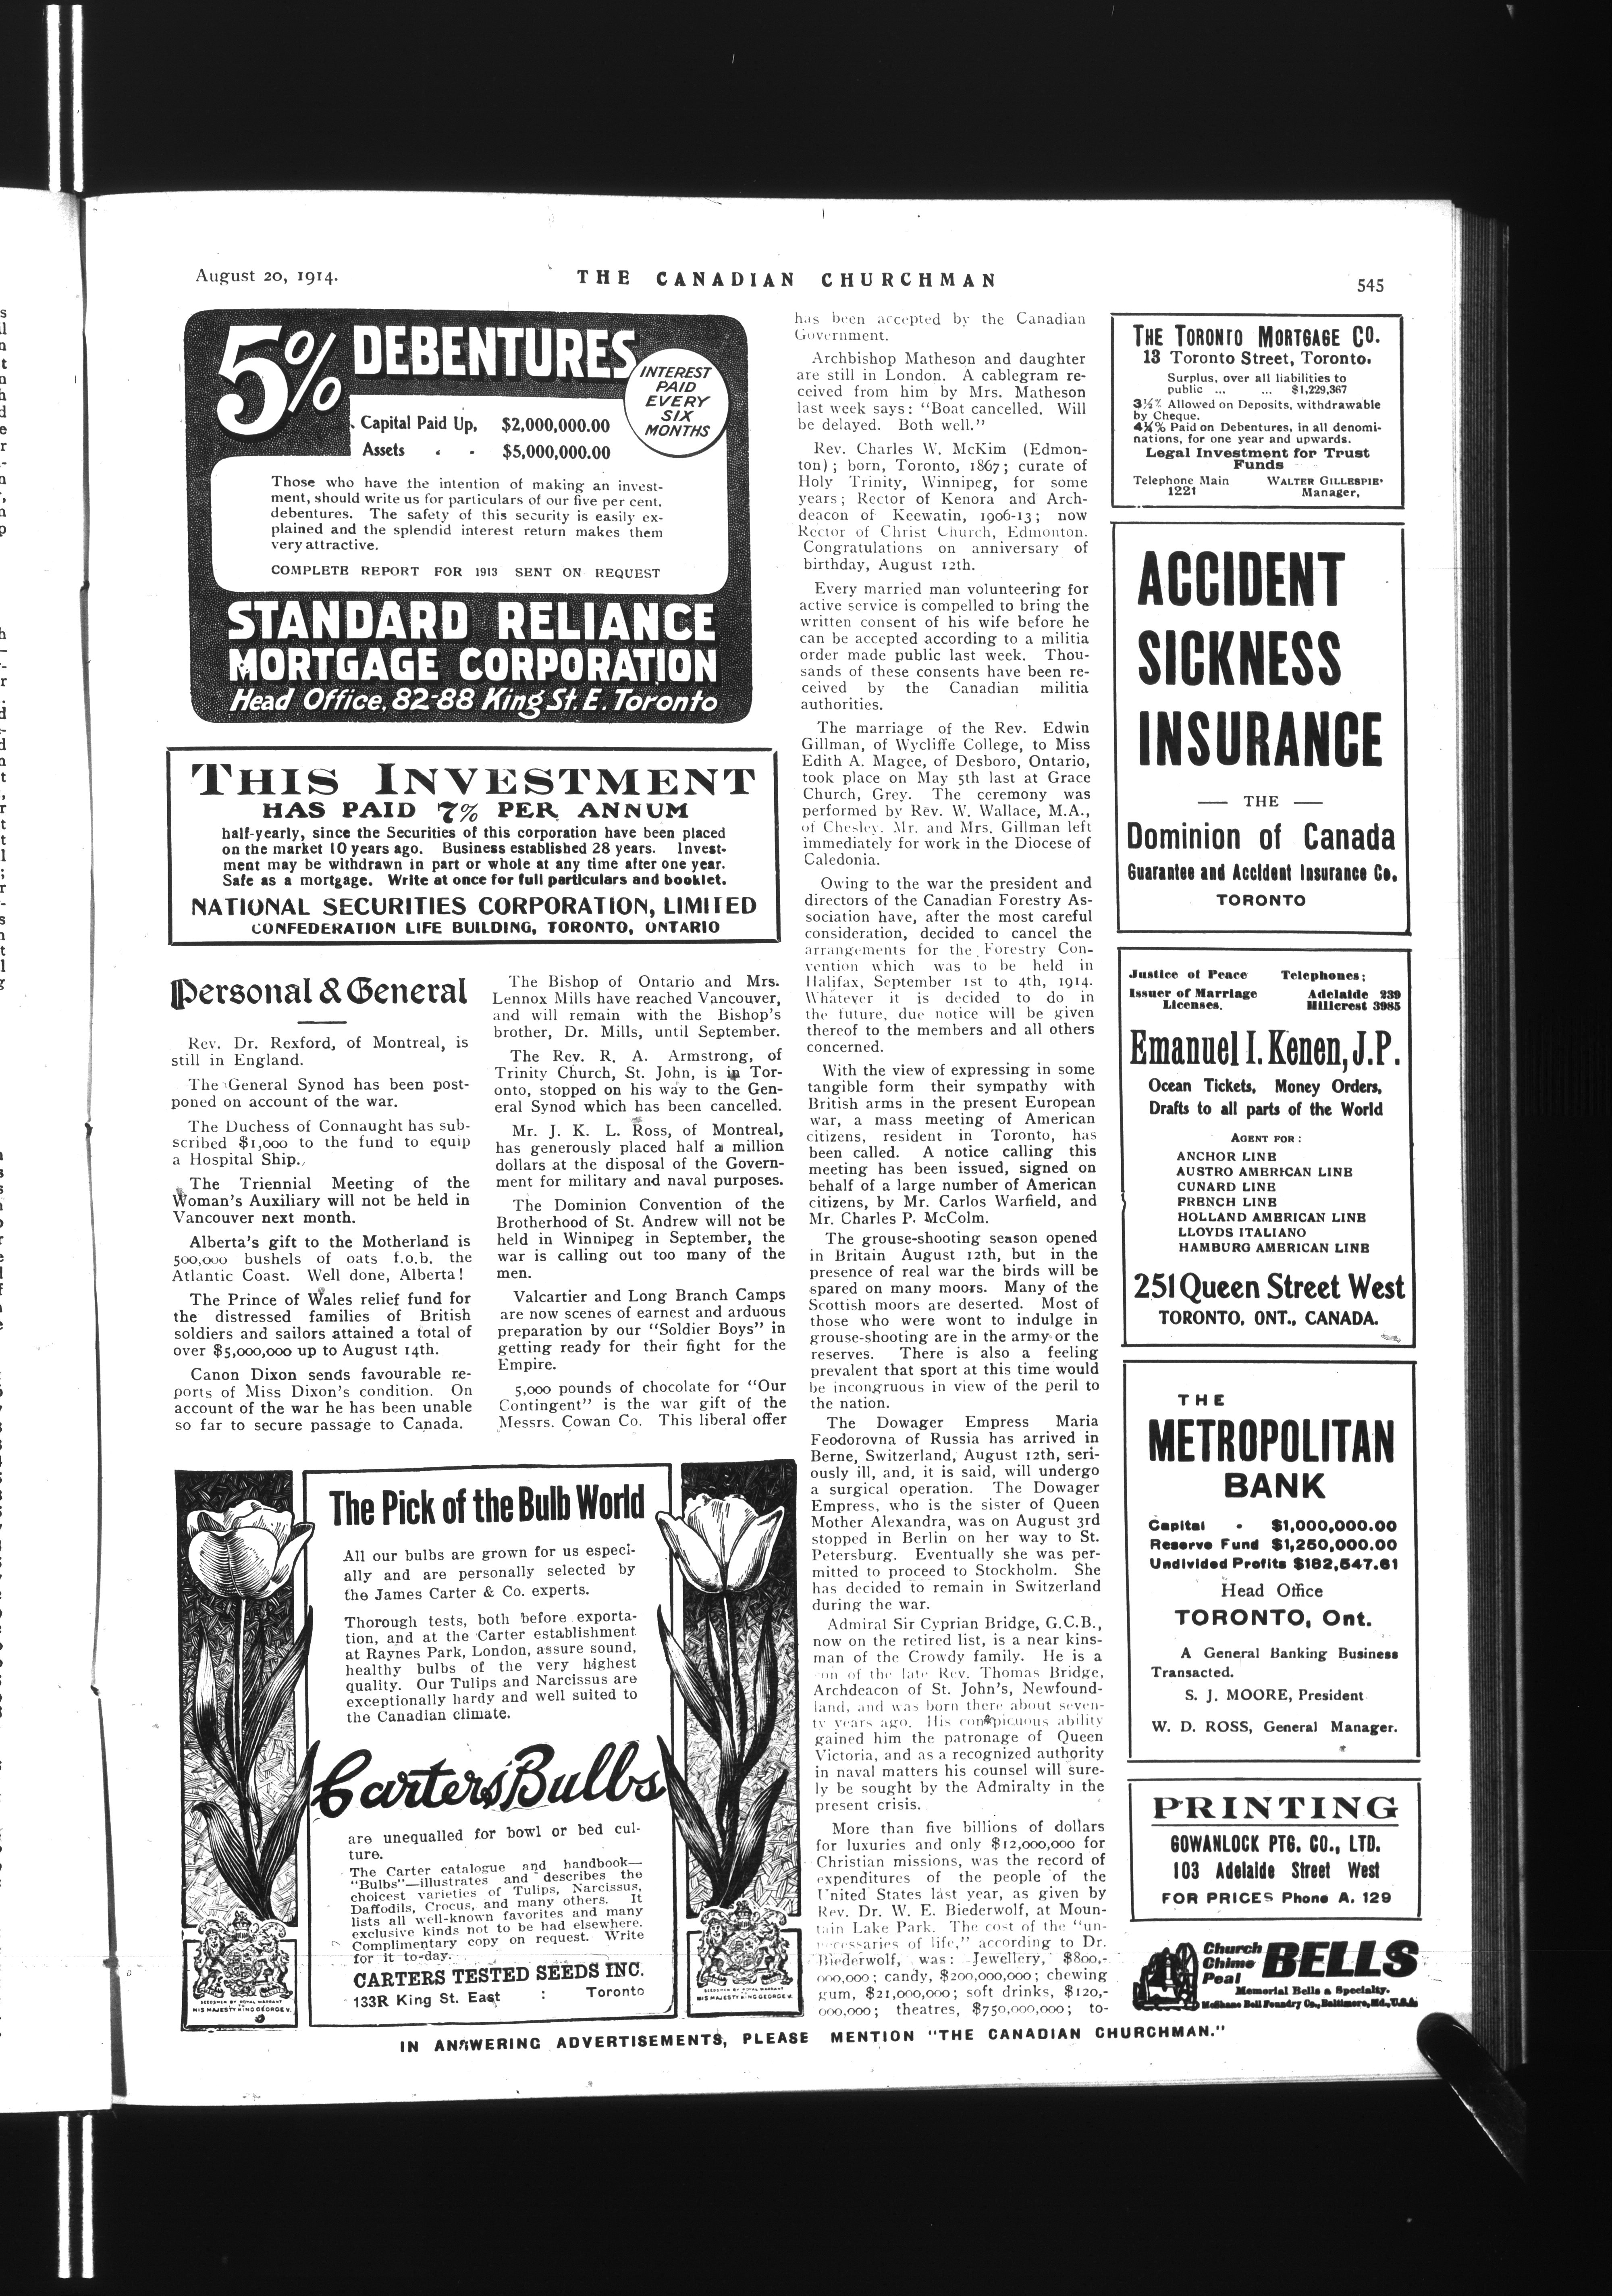 August 20, 1914.
THE CANADIAN CHURCHMAN
545
5% DEBENTURES
INTEREST
PAID
EVERY
SIX
MONTHS
Capital Paid Up, $2,000,000.00
Assets - - $5,000,000.00
Those who have the intention of making an invest-
ment, should write us for particulars of our five per cent.
debentures. The safety of this security is easily ex-
plained and the splendid interest return makes them
very attractive.
COMPLETE REPORT FOR 1913 SENT ON REQUEST
STANDARD RELIANCE
MORTGAGE CORPORATION
Head Office, 82-88 King St. E. Toronto
THIS INVESTMENT
HAS PAID 7% PER ANNUM
half-yearly, since the Securities of this corporation have been placed
on the market 10 years ago. Business established 28 years. Invest-
ment may be withdrawn in part or whole at any time after one year.
Safe as a mortgage. Write at once for full particulars and booklet.
NATIONAL SECURITIES CORPORATION, LIMITED
CONFEDERATION LIFE BUILDING, TORONTO, ONTARIO
Personal & General
Rev. Dr. Rexford, of Montreal, is
still in England.
The General Synod has been post-
poned on account of the war.
The Duchess of Connaught has sub-
scribed $1,000 to the fund to equip
a Hospital Ship.
The Triennial Meeting of the
Woman's Auxiliary will not be held in
Vancouver next month.
Alberta's gift to the Motherland is
500,000 bushels of oats f.o.b. the
Atlantic Coast. Well done, Alberta!
The Prince of Wales relief fund for
the distressed families of British
soldiers and sailors attained a total of
over $5,000,000 up to August 14th.
Canon Dixon sends favourable re-
ports of Miss Dixon's condition. On
account of the war he has been unable
so far to secure passage to Canada.
The Bishop of Ontario and Mrs.
Lennox Mills have reached Vancouver,
and will remain with the Bishop's
brother, Dr. Mills, until September.
The Rev. R. A. Armstrong, of
Trinity Church, St. John, is in Tor-
onto, stopped on his way to the Gen-
eral Synod which has been cancelled.
Mr. J. K. L. Ross, of Montreal,
has generously placed half a million
dollars at the disposal of the Govern-
ment for military and naval purposes.
The Dominion Convention of the
Brotherhood of St. Andrew will not be
held in Winnipeg in September, the
war is calling out too many of the
men.
Valcartier and Long Branch Camps
are now scenes of earnest and arduous
preparation by our "Soldier Boys" in
getting ready for their fight for the
Empire.
5,000 pounds of chocolate for "Our
Contingent" is the war gift of the
Messrs. Cowan Co. This liberal offer
has been accepted by the Canadian
Government.
Archbishop Matheson and daughter
are still in London. A cablegram re-
ceived from him by Mrs. Matheson
last week says: "Boat cancelled. Will
be delayed. Both well."
Rev. Charles W. McKim (Edmon-
ton); born, Toronto, 1867; curate of
Holy Trinity, Winnipeg, for some
years; Rector of Kenora and Arch-
deacon of Keewatin, 1906-13; now
Rector of Christ Church, Edmonton.
Congratulations on anniversary of
birthday, August 12th.
Every married man volunteering for
active service is compelled to bring the
written consent of his wife before he
can be accepted according to a militia
order made public last week. Thou-
sands of these consents have been re-
ceived by the Canadian militia
authorities.
The marriage of the Rev. Edwin
Gillman, of Wycliffe College, to Miss
Edith A. Magee, of Desboro, Ontario,
took place on May 5th last at Grace
Church, Grey. The ceremony was
performed by Rev. W. Wallace, M.A.,
of Chesley. Mr. and Mrs. Gillman left
immediately for work in the Diocese of
Caledonia.
Owing to the war the president and
directors of the Canadian Forestry As-
sociation have, after the most careful
consideration, decided to cancel the
arrangements for the Forestry Con-
vention which was to be held in
Halifax, September 1st to 4th, 1914.
Whatever it is decided to do in
the future, due notice will be given
thereof to the members and all others
concerned.
With the view of expressing in some
tangible form their sympathy with
British arms in the present European
war, a mass meeting of American
citizens, resident in Toronto, has
been called. A notice calling this
meeting has been issued, signed on
behalf of a large number of American
citizens, by Mr. Carlos Warfield, and
Mr. Charles P. McColm.
The grouse-shooting season opened
in Britain August 12th, but in the
presence of real war the birds will be
spared on many moors. Many of the
Scottish moors are deserted. Most of
those who were wont to indulge in
grouse-shooting are in the army or the
reserves. There is also a feeling
prevalent that sport at this time would
be incongruous in view of the peril to
the nation.
The Dowager Empress Maria
Feodorovna of Russia has arrived in
Berne, Switzerland, August 12th, seri-
ously ill, and, it is said, will undergo
a surgical operation. The Dowager
Empress, who is the sister of Queen
Mother Alexandra, was on August 3rd
stopped in Berlin on her way to St.
Petersburg. Eventually she was per-
mitted to proceed to Stockholm. She
has decided to remain in Switzerland
during the war.
Admiral Sir Cyprian Bridge, G.C.B.,
now on the retired list, is a near kins-
man of the Crowdy family. He is a
son of the late Rev. Thomas Bridge,
Archdeacon of St. John's, Newfound-
land, and was born there about seven-
ty years ago. His conspicuous ability
gained him the patronage of Queen
Victoria, and as a recognized authority
in naval matters his counsel will sure-
ly be sought by the Admiralty in the
present crisis.
More than five billions of dollars
for luxuries and only $12,000,000 for
Christian missions, was the record of
expenditures of the people of the
United States last year, as given by
Rev. Dr. W. E. Biederwolf, at Moun-
tain Lake Park. The cost of the "un-
necessaries of life," according to Dr.
Biederwolf, was: Jewellery, $800,-
000,000; candy, $200,000,000; chewing
gum, $21,000,000; soft drinks, $120,-
000,000; theatres, $750,000,000; to-
The Pick of the Bulb World
All our bulbs are grown for us especi-
ally and are personally selected by
the James Carter & Co. experts.
Thorough tests, both before exporta-
tion, and at the Carter establishment
at Raynes Park, London, assure sound,
healthy bulbs of the very highest
quality. Our Tulips and Narcissus are
exceptionally hardy and well suited to
the Canadian climate.
Carters' Bulbs
are unequalled for bowl or bed cul-
ture.
The Carter catalogue and handbook—
"Bulbs"—illustrates and describes the
choicest varieties of Tulips, Narcissus,
Daffodils, Crocus, and many others. It
lists all well-known favorites and many
exclusive kinds not to be had elsewhere.
Complimentary copy on request. Write
for it to-day.
CARTERS TESTED SEEDS INC.
133R King St. East : Toronto
SEEDSMEN BY ROYAL WARRANT
TO
HIS MAJESTY KING GEORGE V.
SEEDSMEN BY ROYAL WARRANT
TO
HIS MAJESTY KING GEORGE V.
THE TORONTO MORTGAGE CO.
13 Toronto Street, Toronto.
Surplus, over all liabilities to
public ... ... $1,229,367
3½% Allowed on Deposits, withdrawable
by Cheque.
4¼% Paid on Debentures, in all denomi-
nations, for one year and upwards.
Legal Investment for Trust
Funds
Telephone Main WALTER GILLESPIE,
1221 Manager.
ACCIDENT
SICKNESS
INSURANCE
— THE —
Dominion of Canada
Guarantee and Accident Insurance Co.
TORONTO
Justice of Peace Telephones:
Issuer of Marriage Adelaide 239
Licenses. Hillcrest 3985
Emanuel I. Kenen, J.P.
Ocean Tickets, Money Orders,
Drafts to all parts of the World
AGENT FOR:
ANCHOR LINE
AUSTRO AMERICAN LINE
CUNARD LINE
FRENCH LINE
HOLLAND AMERICAN LINE
LLOYDS ITALIANO
HAMBURG AMERICAN LINE
251 Queen Street West
TORONTO, ONT., CANADA.
THE
METROPOLITAN
BANK
Capital - $1,000,000.00
Reserve Fund $1,250,000.00
Undivided Profits $182,547.61
Head Office
TORONTO, Ont.
A General Banking Business
Transacted.
S. J. MOORE, President
W. D. ROSS, General Manager.
PRINTING
GOWANLOCK PTG. CO., LTD.
103 Adelaide Street West
FOR PRICES Phone A. 129
Church
Chime
Peal
BELLS
Memorial Bells a Specialty.
McShane Bell Foundry Co., Baltimore, Md., U.S.A.
IN ANSWERING ADVERTISEMENTS, PLEASE MENTION "THE CANADIAN CHURCHMAN."